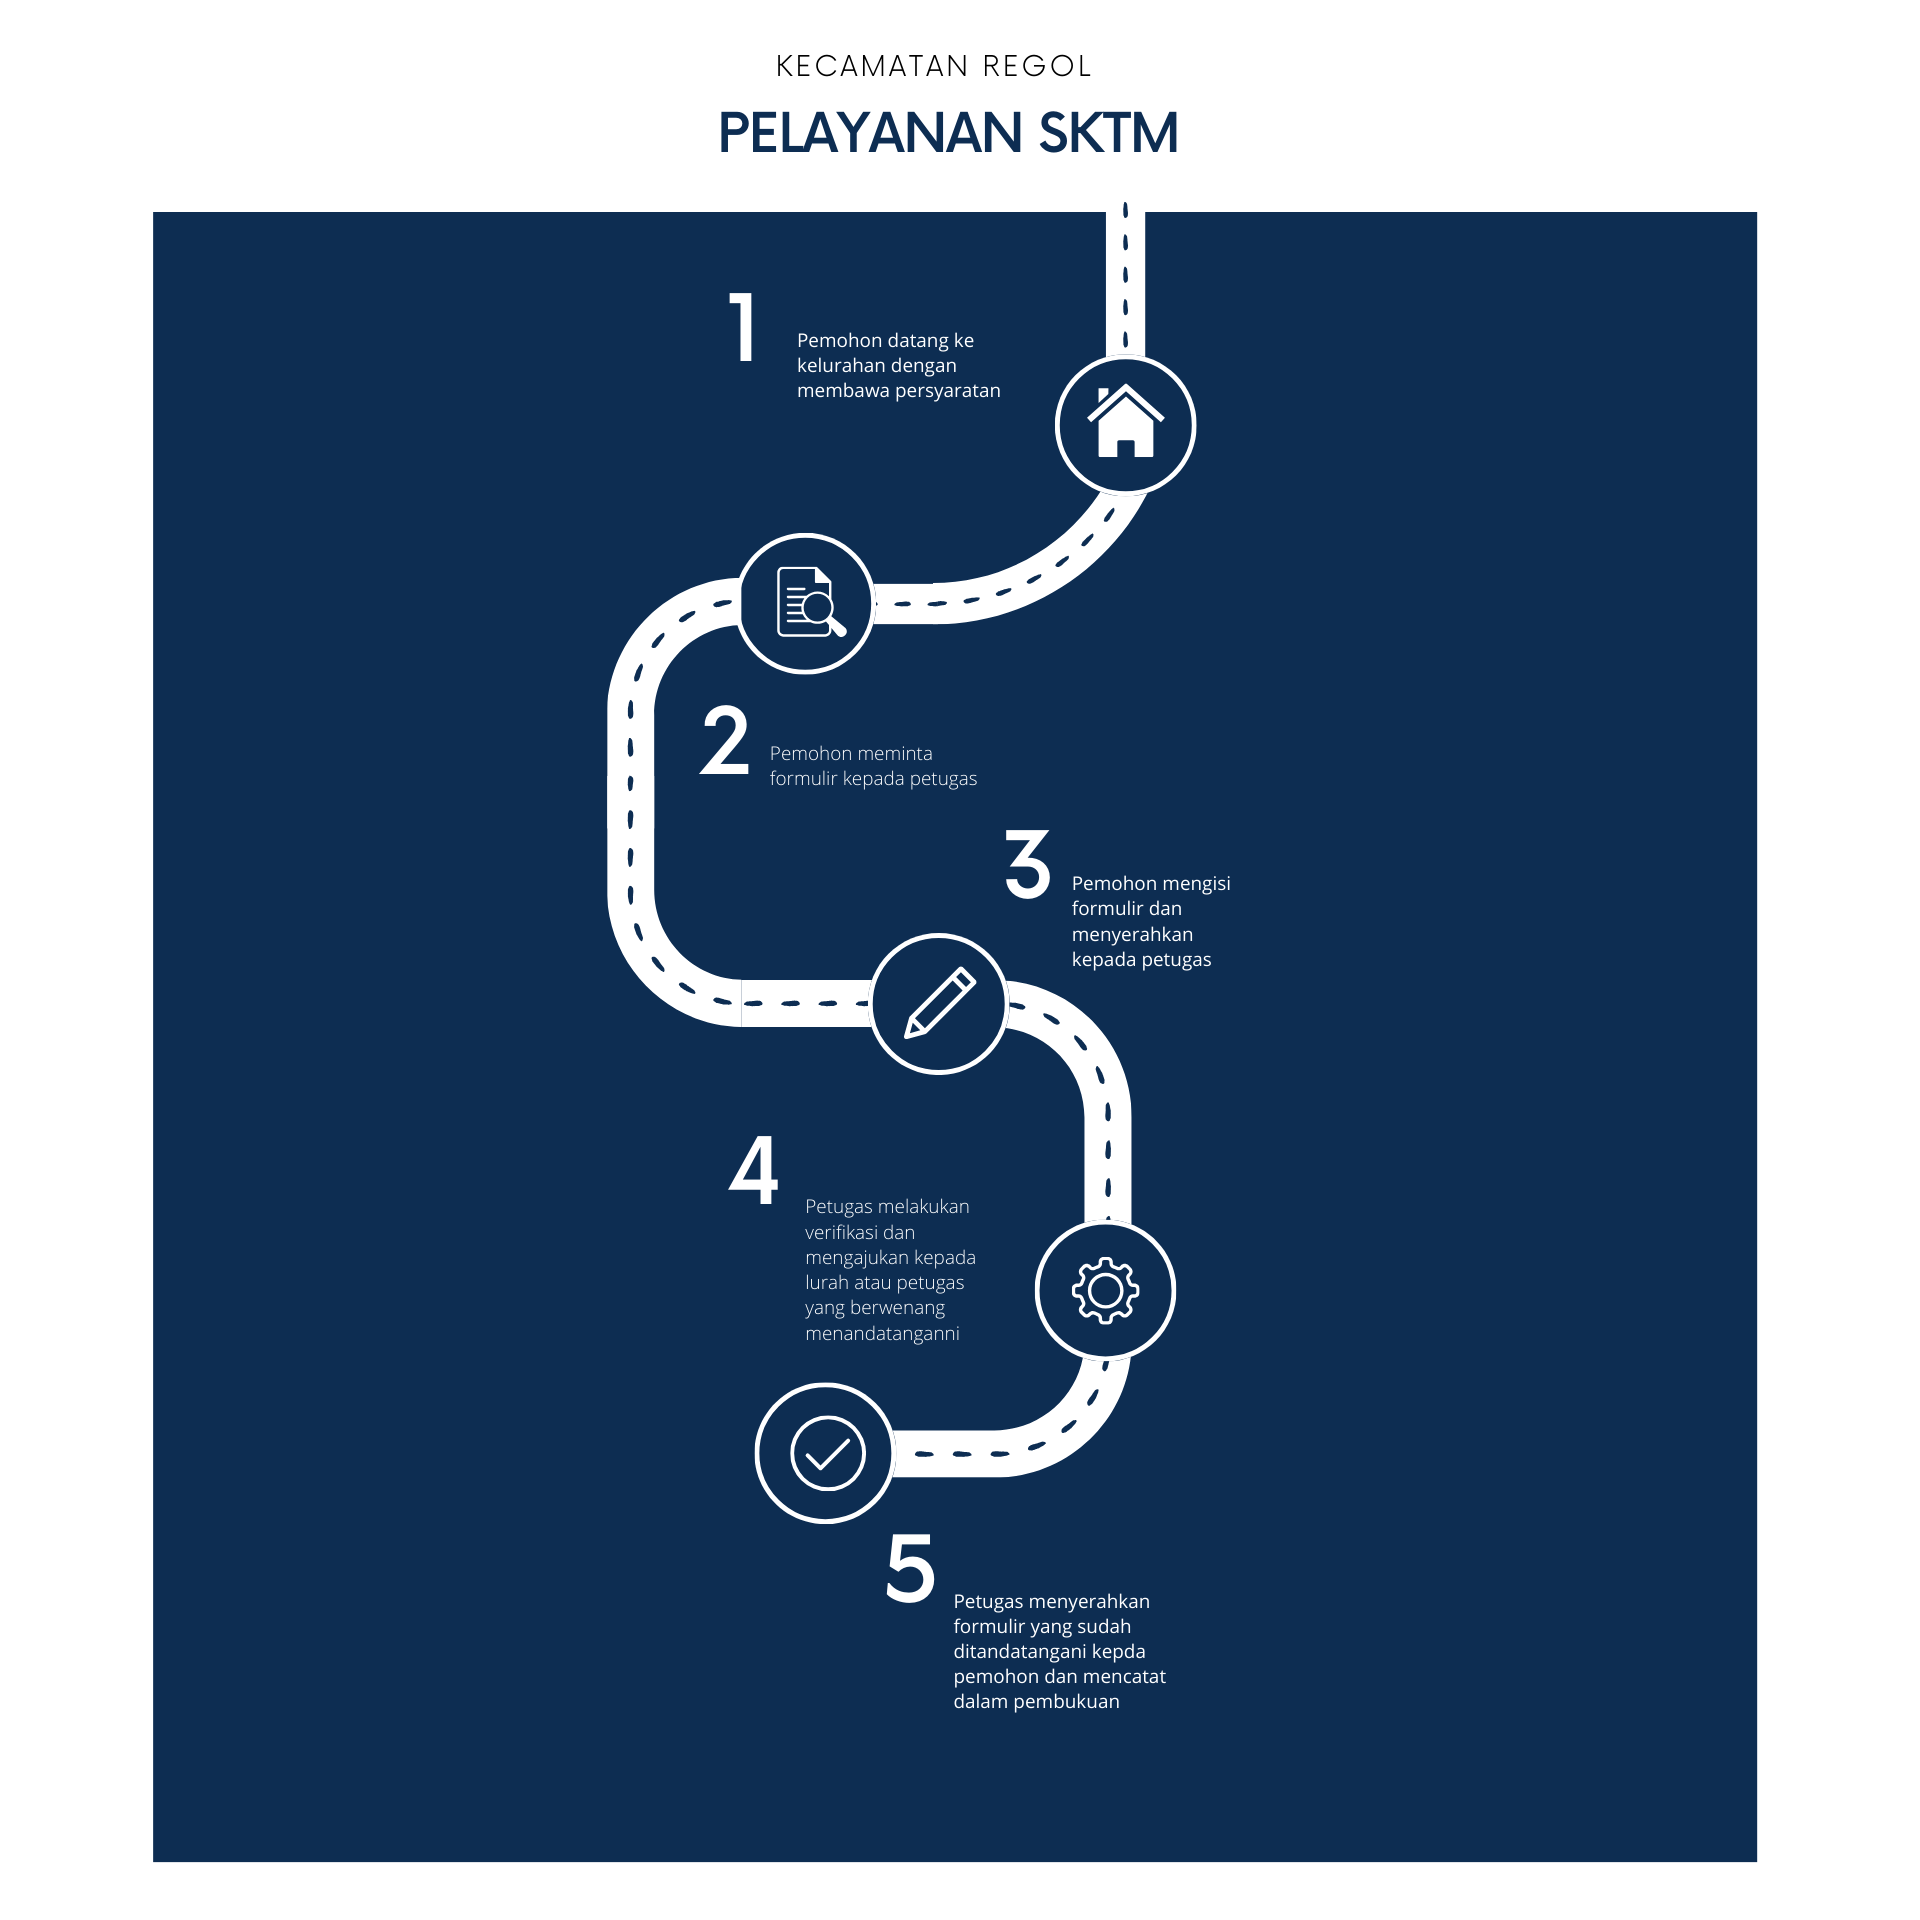 KECAMATAN REGOL
PELAYANAN SKTM
1
Pemohon datang ke
kelurahan dengan
membawa persyaratan
2
Pemohon meminta
formulir kepada petugas
3
Pemohon mengisi
formulir dan
menyerahkan
kepada petugas
4
Petugas melakukan
verifikasi dan
mengajukan kepada
lurah atau petugas
yang berwenang
menandatanganni
5
Petugas menyerahkan
formulir yang sudah
ditandatangani kepda
pemohon dan mencatat
dalam pembukuan